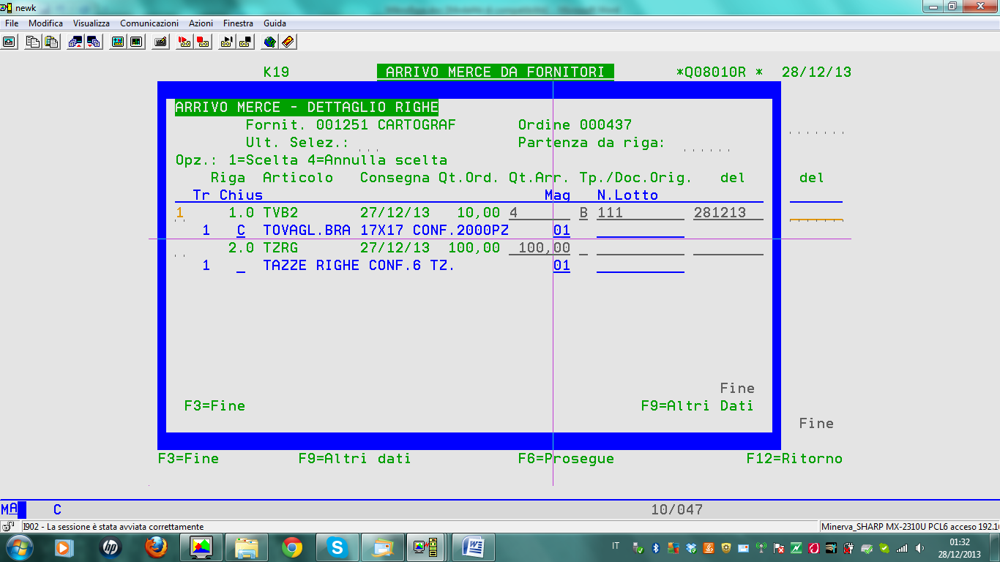 newk
File Modifica Visualizza Comunicazioni Azioni Finestra Guida
K19 ARRIVO MERCE DA FORNITORI *Q08010R * 28/12/13
ARRIVO MERCE - DETTAGLIO RIGHE
Fornit. 001251 CARTOGRAF Ordine 000437
Ult. Selez.: Partenza da riga:
Opz.: 1=Scelta 4=Annulla scelta
Riga Articolo Consegna Qt.Ord. Qt.Arr. Tp./Doc.Orig. del del
Tr Chius Mag N.Lotto
1 1.0 TVB2 27/12/13 10,00 4 B 111 281213
1 C TOVAGL.BRA 17X17 CONF.2000PZ 01
2.0 TZRG 27/12/13 100,00 100,00
1 _ TAZZE RIGHE CONF.6 TZ. 01
Fine
F3=Fine F9=Altri Dati
Fine
F3=Fine F9=Altri dati F6=Prosegue F12=Ritorno
MA C 10/047
I902 - La sessione è stata avviata correttamente Minerva_SHARP MX-2310U PCL6 acceso 192.16
IT 01:32
28/12/2013